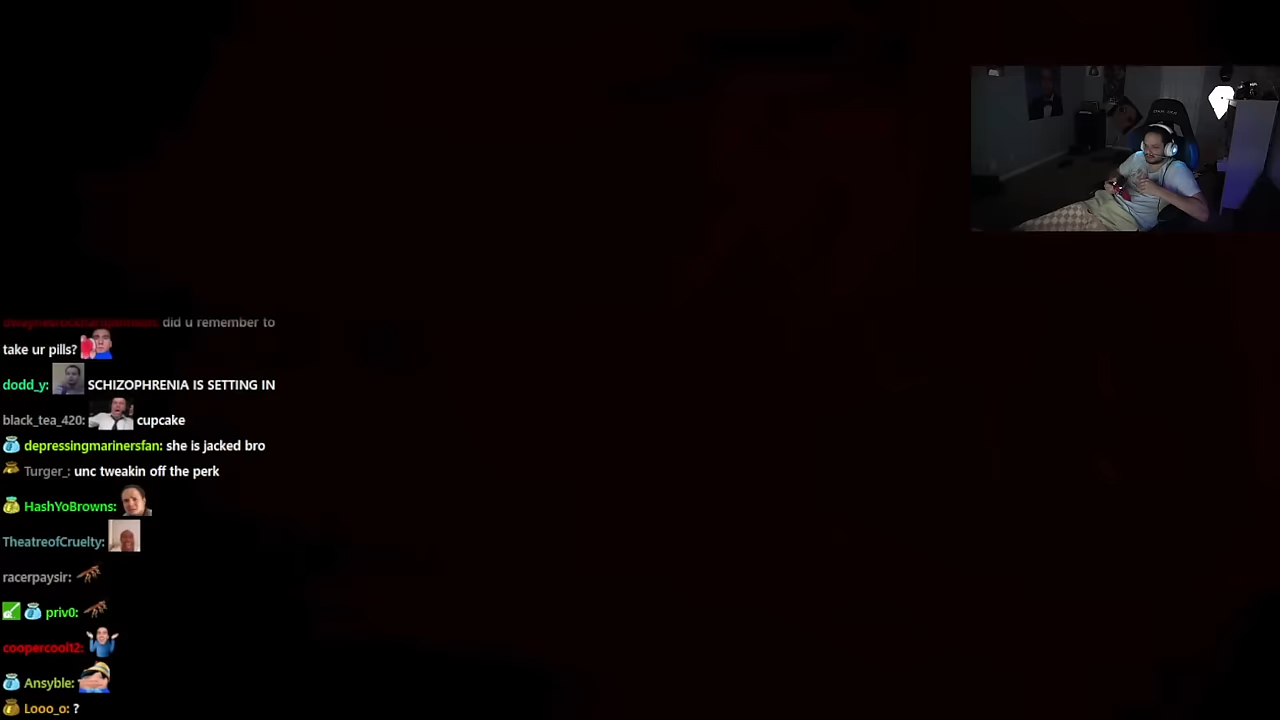 did u remember to
take ur pills?
dodd_y: SCHIZOPHRENIA IS SETTING IN
black_tea_420: cupcake
depressingmarinersfan: she is jacked bro
Turger_: unc tweakin off the perk
HashYoBrowns:
TheatreofCruelty:
racerpaysir:
priv0:
coopercool12:
Ansyble:
Looo_o: ?